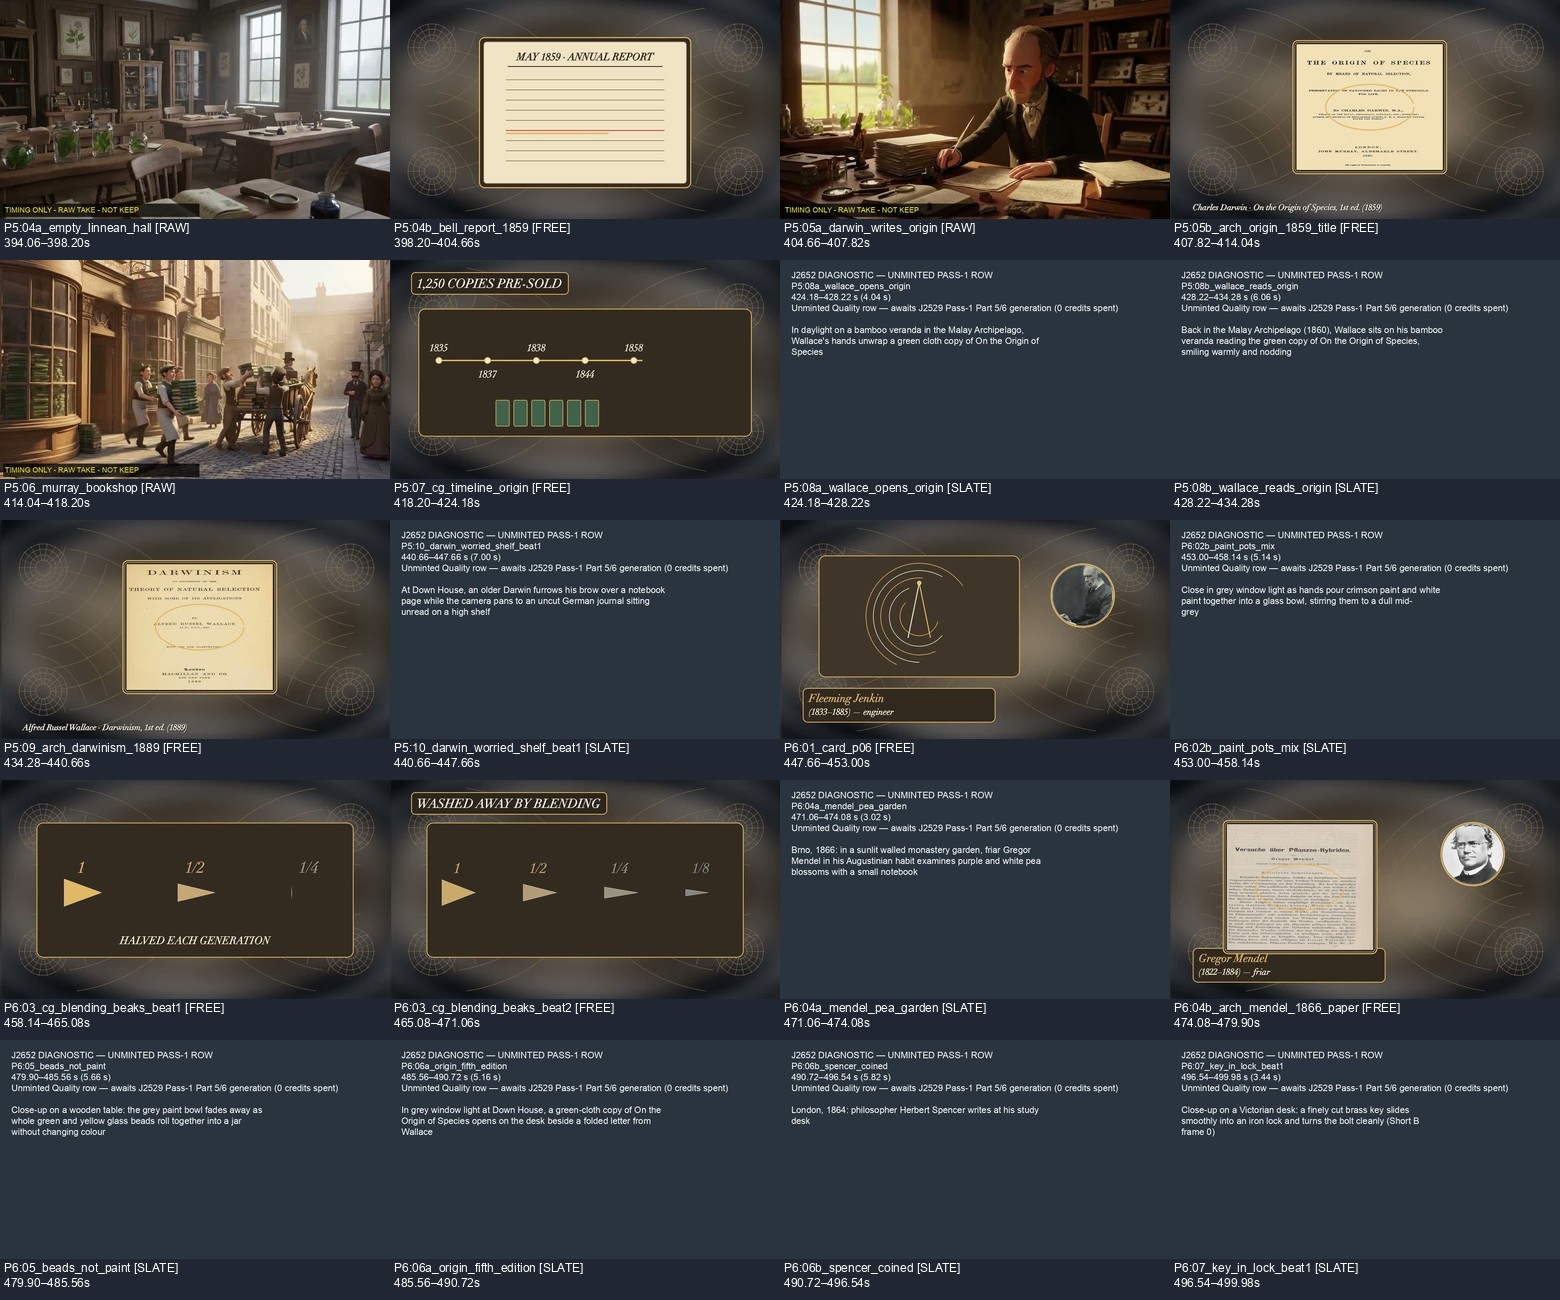 TIMING ONLY - RAW TAKE - NOT KEEP
P5:04a_empty_linnean_hall [RAW]
394.06–398.20s
MAY 1859 · ANNUAL REPORT
P5:04b_bell_report_1859 [FREE]
398.20–404.66s
TIMING ONLY - RAW TAKE - NOT KEEP
P5:05a_darwin_writes_origin [RAW]
404.66–407.82s
THE ORIGIN OF SPECIES
BY MEANS OF NATURAL SELECTION,
By CHARLES DARWIN, M.A.,
LONDON:
JOHN MURRAY, ALBEMARLE STREET.
Charles Darwin · On the Origin of Species, 1st ed. (1859)
P5:05b_arch_origin_1859_title [FREE]
407.82–414.04s
TIMING ONLY - RAW TAKE - NOT KEEP
P5:06_murray_bookshop [RAW]
414.04–418.20s
1,250 COPIES PRE-SOLD
1835
1838
1858
1837
1844
P5:07_cg_timeline_origin [FREE]
418.20–424.18s
J2652 DIAGNOSTIC — UNMINTED PASS-1 ROW
P5:08a_wallace_opens_origin
424.18–428.22 s (4.04 s)
Unminted Quality row — awaits J2529 Pass-1 Part 5/6 generation (0 credits spent)
In daylight on a bamboo veranda in the Malay Archipelago,
Wallace's hands unwrap a green cloth copy of On the Origin of
Species
P5:08a_wallace_opens_origin [SLATE]
424.18–428.22s
J2652 DIAGNOSTIC — UNMINTED PASS-1 ROW
P5:08b_wallace_reads_origin
428.22–434.28 s (6.06 s)
Unminted Quality row — awaits J2529 Pass-1 Part 5/6 generation (0 credits spent)
Back in the Malay Archipelago (1860), Wallace sits on his bamboo
veranda reading the green copy of On the Origin of Species,
smiling warmly and nodding
P5:08b_wallace_reads_origin [SLATE]
428.22–434.28s
DARWINISM
THEORY OF NATURAL SELECTION
WITH SOME OF ITS APPLICATIONS
ALFRED RUSSEL WALLACE
London
MACMILLAN AND CO
1889
Alfred Russel Wallace · Darwinism, 1st ed. (1889)
P5:09_arch_darwinism_1889 [FREE]
434.28–440.66s
J2652 DIAGNOSTIC — UNMINTED PASS-1 ROW
P5:10_darwin_worried_shelf_beat1
440.66–447.66 s (7.00 s)
Unminted Quality row — awaits J2529 Pass-1 Part 5/6 generation (0 credits spent)
At Down House, an older Darwin furrows his brow over a notebook
page while the camera pans to an uncut German journal sitting
unread on a high shelf
P5:10_darwin_worried_shelf_beat1 [SLATE]
440.66–447.66s
Fleeming Jenkin
(1833–1885) — engineer
P6:01_card_p06 [FREE]
447.66–453.00s
J2652 DIAGNOSTIC — UNMINTED PASS-1 ROW
P6:02b_paint_pots_mix
453.00–458.14 s (5.14 s)
Unminted Quality row — awaits J2529 Pass-1 Part 5/6 generation (0 credits spent)
Close in grey window light as hands pour crimson paint and white
paint together into a glass bowl, stirring them to a dull mid-
grey
P6:02b_paint_pots_mix [SLATE]
453.00–458.14s
1
1/2
1/4
HALVED EACH GENERATION
P6:03_cg_blending_beaks_beat1 [FREE]
458.14–465.08s
WASHED AWAY BY BLENDING
1
1/2
1/4
1/8
P6:03_cg_blending_beaks_beat2 [FREE]
465.08–471.06s
J2652 DIAGNOSTIC — UNMINTED PASS-1 ROW
P6:04a_mendel_pea_garden
471.06–474.08 s (3.02 s)
Unminted Quality row — awaits J2529 Pass-1 Part 5/6 generation (0 credits spent)
Brno, 1866: in a sunlit walled monastery garden, friar Gregor
Mendel in his Augustinian habit examines purple and white pea
blossoms with a small notebook
P6:04a_mendel_pea_garden [SLATE]
471.06–474.08s
Versuche über Pflanzen-Hybriden.
Gregor Mendel
Gregor Mendel
(1822–1884) — friar
P6:04b_arch_mendel_1866_paper [FREE]
474.08–479.90s
J2652 DIAGNOSTIC — UNMINTED PASS-1 ROW
P6:05_beads_not_paint
479.90–485.56 s (5.66 s)
Unminted Quality row — awaits J2529 Pass-1 Part 5/6 generation (0 credits spent)
Close-up on a wooden table: the grey paint bowl fades away as
whole green and yellow glass beads roll together into a jar
without changing colour
P6:05_beads_not_paint [SLATE]
479.90–485.56s
J2652 DIAGNOSTIC — UNMINTED PASS-1 ROW
P6:06a_origin_fifth_edition
485.56–490.72 s (5.16 s)
Unminted Quality row — awaits J2529 Pass-1 Part 5/6 generation (0 credits spent)
In grey window light at Down House, a green-cloth copy of On the
Origin of Species opens on the desk beside a folded letter from
Wallace
P6:06a_origin_fifth_edition [SLATE]
485.56–490.72s
J2652 DIAGNOSTIC — UNMINTED PASS-1 ROW
P6:06b_spencer_coined
490.72–496.54 s (5.82 s)
Unminted Quality row — awaits J2529 Pass-1 Part 5/6 generation (0 credits spent)
London, 1864: philosopher Herbert Spencer writes at his study
desk
P6:06b_spencer_coined [SLATE]
490.72–496.54s
J2652 DIAGNOSTIC — UNMINTED PASS-1 ROW
P6:07_key_in_lock_beat1
496.54–499.98 s (3.44 s)
Unminted Quality row — awaits J2529 Pass-1 Part 5/6 generation (0 credits spent)
Close-up on a Victorian desk: a finely cut brass key slides
smoothly into an iron lock and turns the bolt cleanly (Short B
frame 0)
P6:07_key_in_lock_beat1 [SLATE]
496.54–499.98s